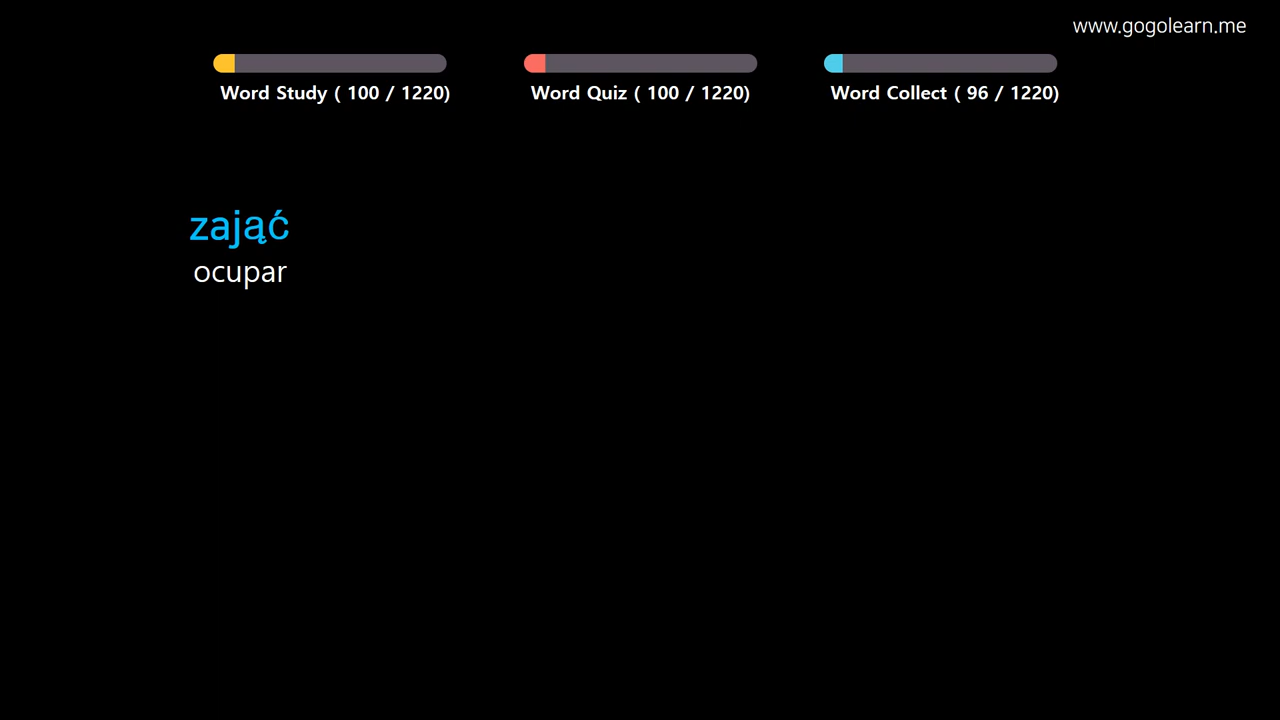 www.gogolearn.me
Word Study ( 100 / 1220)
Word Quiz ( 100 / 1220)
Word Collect ( 96 / 1220)
zająć
ocupar